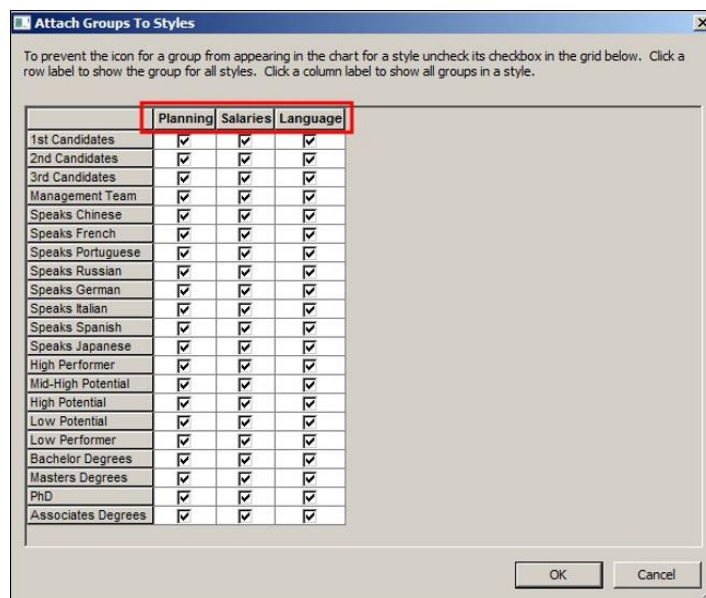 Attach Groups To Styles
To prevent the icon for a group from appearing in the chart for a style uncheck its checkbox in the grid below.  Click a
row label to show the group for all styles.  Click a column label to show all groups in a style.
Planning Salaries Language
1st Candidates
2nd Candidates
3rd Candidates
Management Team
Speaks Chinese
Speaks French
Speaks Portuguese
Speaks Russian
Speaks German
Speaks Italian
Speaks Spanish
Speaks Japanese
High Performer
Mid-High Potential
High Potential
Low Potential
Low Performer
Bachelor Degrees
Masters Degrees
PhD
Associates Degrees
OK Cancel